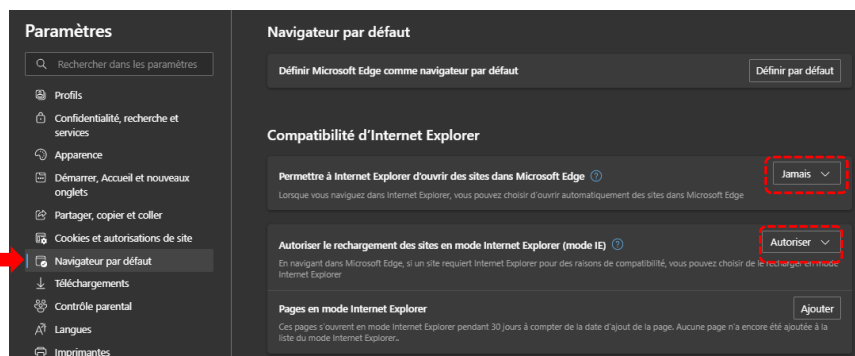 Paramètres
Rechercher dans les paramètres
Profils
Confidentialité, recherche et
services
Apparence
Démarrer, Accueil et nouveaux
onglets
Partager, copier et coller
Cookies et autorisations de site
Navigateur par défaut
Téléchargements
Contrôle parental
Langues
Imprimantes
Navigateur par défaut
Définir Microsoft Edge comme navigateur par défaut
Définir par défaut
Compatibilité d'Internet Explorer
Permettre à Internet Explorer d'ouvrir des sites dans Microsoft Edge
Jamais
Lorsque vous naviguez dans Internet Explorer, vous pouvez choisir d'ouvrir automatiquement des sites dans Microsoft Edge
Autoriser le rechargement des sites en mode Internet Explorer (mode IE)
Autoriser
En navigant dans Microsoft Edge, si un site requiert Internet Explorer pour des raisons de compatibilité, vous pouvez choisir de le recharger en mode
Internet Explorer
Pages en mode Internet Explorer
Ajouter
Ces pages s'ouvrent en mode Internet Explorer pendant 30 jours à compter de la date d'ajout de la page. Aucune page n'a encore été ajoutée à la
liste du mode Internet Explorer..